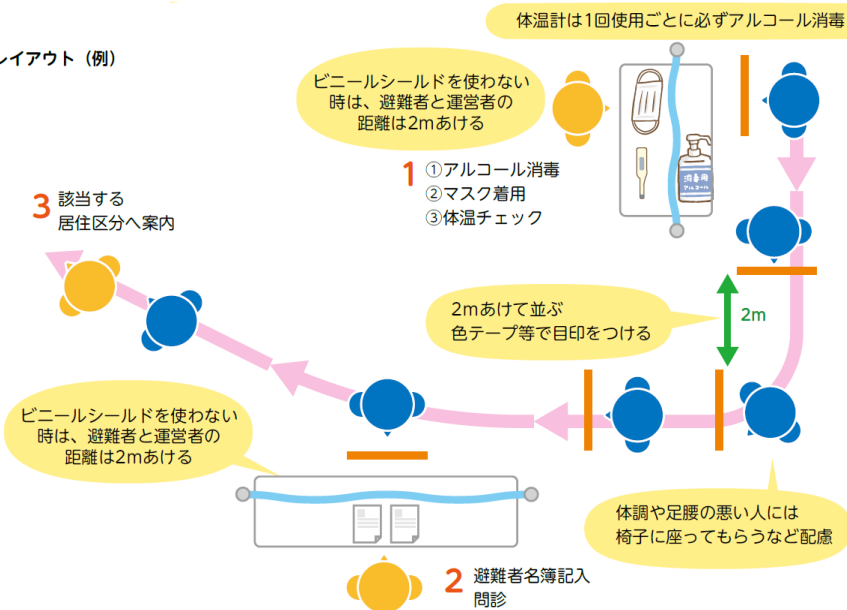 体温計は1回使用ごとに必ずアルコール消毒
レイアウト（例）
ビニールシールドを使わない
時は、避難者と運営者の
距離は2mあける
1
①アルコール消毒
②マスク着用
③体温チェック
消毒用
アルコール
3
該当する
居住区分へ案内
2mあけて並ぶ
色テープ等で目印をつける
2m
ビニールシールドを使わない
時は、避難者と運営者の
距離は2mあける
体調や足腰の悪い人には
椅子に座ってもらうなど配慮
2
避難者名簿記入
問診